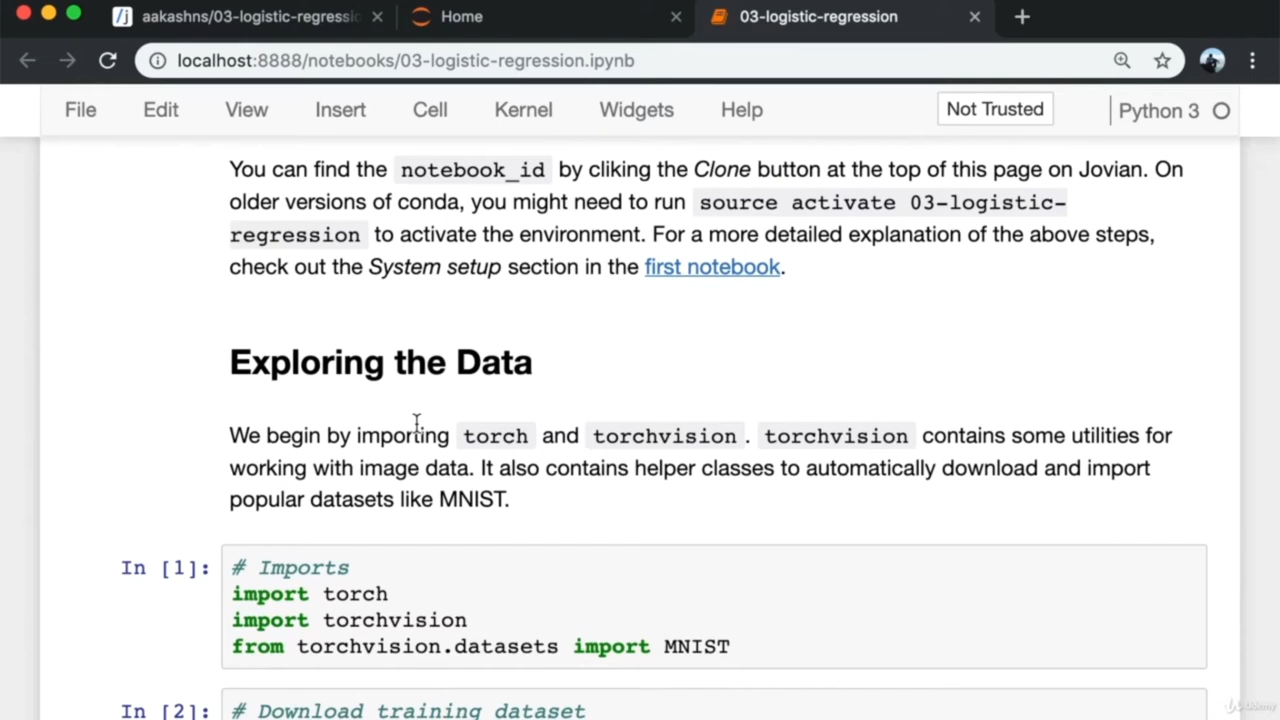 aakashns/03-logistic-regressio
Home
03-logistic-regression
localhost:8888/notebooks/03-logistic-regression.ipynb
File Edit View Insert Cell Kernel Widgets Help Not Trusted Python 3
You can find the notebook_id by cliking the Clone button at the top of this page on Jovian. On
older versions of conda, you might need to run source activate 03-logistic-
regression to activate the environment. For a more detailed explanation of the above steps,
check out the System setup section in the first notebook.
Exploring the Data
We begin by importing torch and torchvision. torchvision contains some utilities for
working with image data. It also contains helper classes to automatically download and import
popular datasets like MNIST.
In [1]: # Imports
import torch
import torchvision
from torchvision.datasets import MNIST
In [2]: # Download training dataset
Udemy